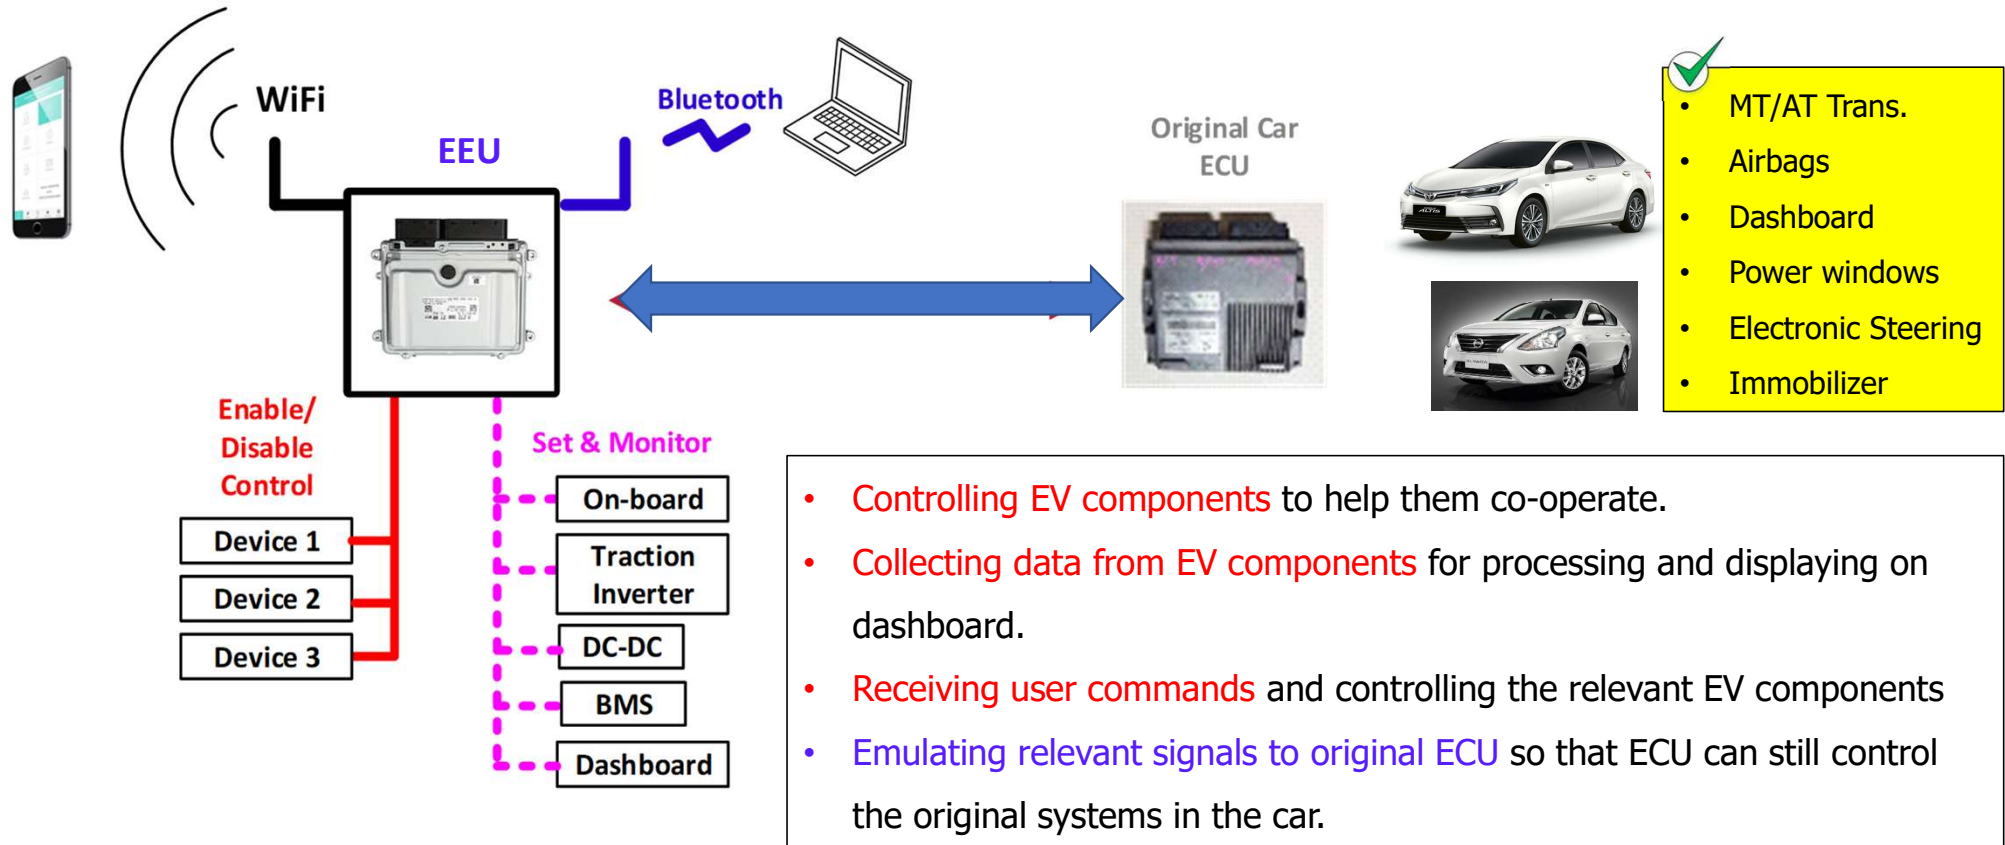 WiFi
EEU
Bluetooth
Original Car
ECU
ALTIS
MT/AT Trans.
Airbags
Dashboard
Power windows
Electronic Steering
Immobilizer
Enable/
Disable
Control
Device 1
Device 2
Device 3
Set & Monitor
On-board
Traction
Inverter
DC-DC
BMS
Dashboard
• Controlling EV components to help them co-operate.
• Collecting data from EV components for processing and displaying on
dashboard.
• Receiving user commands and controlling the relevant EV components
• Emulating relevant signals to original ECU so that ECU can still control
the original systems in the car.